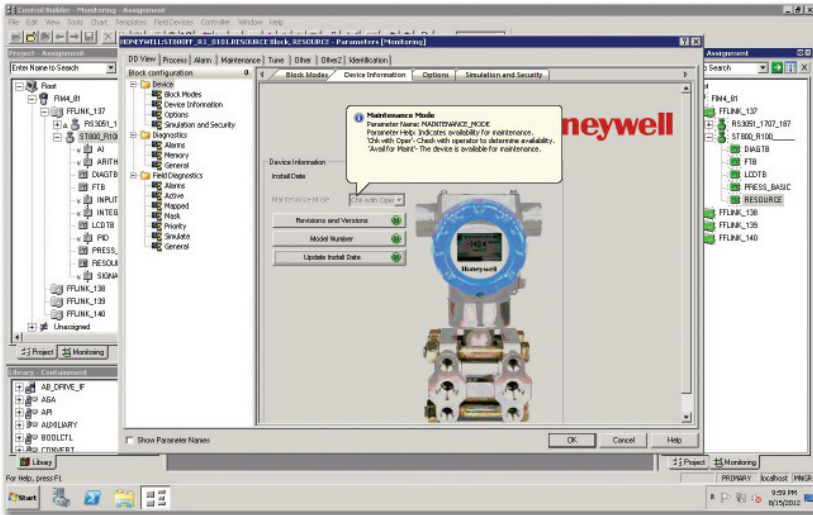 Control Builder - Monitoring - Assignment
File Edit View Tools Chart Templates Field Devices Controller Window Help
Project - Assignment
Enter Name to Search
Root
FIM4_81
FFLINK_137
RS3051_1
ST800_R100
AI
ARITH
DIAGTB
FTB
INPUT
INTEG
LCDTB
PID
PRESS_
RESOU
SIGNA
FFLINK_138
FFLINK_139
FFLINK_140
Unassigned
Project Monitoring
Library - Containment
AB_DRIVE_IF
AGA
API
AUXILIARY
BOOLCTL
CONVERT
Library
For Help, press F1
HONEYWELL:ST800FF_R1_0101.RESOURCE Block, RESOURCE - Parameters [Monitoring]
DD View Process Alarm Maintenance Tune Other Other2 Identification
Block configuration
Device
Block Modes
Device Information
Options
Simulation and Security
Diagnostics
Alarms
Memory
General
Field Diagnostics
Alarms
Active
Mapped
Mask
Priority
Simulate
General
Block Modes Device Information Options Simulation and Security
Maintenance Mode
Parameter Name: MAINTENANCE_MODE
Parameter Help: Indicates availability for maintenance.
'Chk with Oper'-Check with operator to determine availability.
'Avail for Maint'- The device is available for maintenance.
neywell
Device Information
Install Date
Maintenance Mode Chk with Oper
Revisions and Versions
Model Number
Update Install Date
Honeywell
Show Parameter Names
OK Cancel Help
Assignment
o Search
FIM4_81
FFLINK_137
RS3051_1707_187
ST800_R100
DIAGTB
FTB
LCDTB
PRESS_BASIC
RESOURCE
FFLINK_138
FFLINK_139
FFLINK_140
Project Monitoring
PRIMARY localhost MNGR
Start
9:59 PM
8/15/2012